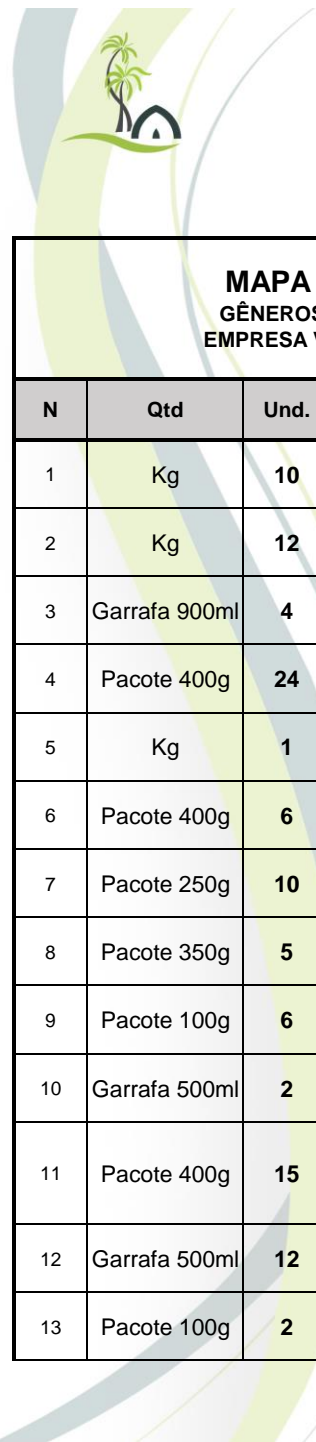 MAPA
GÊNEROS
EMPRESA
N Qtd Und.
1 Kg 10
2 Kg 12
3 Garrafa 900ml 4
4 Pacote 400g 24
5 Kg 1
6 Pacote 400g 6
7 Pacote 250g 10
8 Pacote 350g 5
9 Pacote 100g 6
10 Garrafa 500ml 2
11 Pacote 400g 15
12 Garrafa 500ml 12
13 Pacote 100g 2